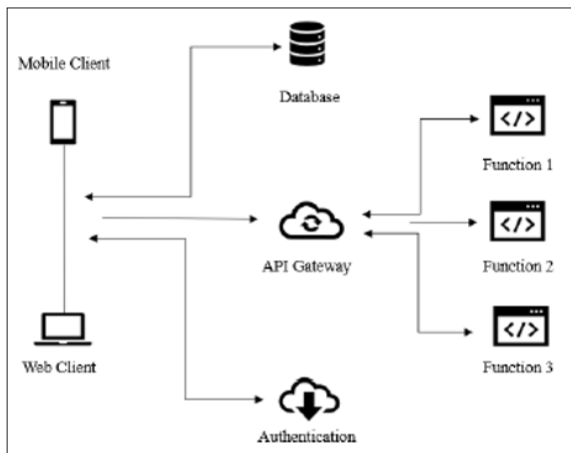 Mobile Client
Database
</>
Function 1
API Gateway
</>
Function 2
Web Client
</>
Function 3
Authentication